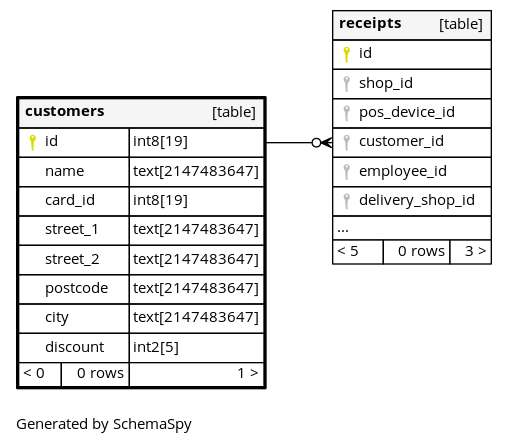 receipts [table]
id
shop_id
pos_device_id
customer_id
employee_id
delivery_shop_id
...
< 5 0 rows 3 >
customers [table]
id int8[19]
name text[2147483647]
card_id int8[19]
street_1 text[2147483647]
street_2 text[2147483647]
postcode text[2147483647]
city text[2147483647]
discount int2[5]
< 0 0 rows 1 >
Generated by SchemaSpy